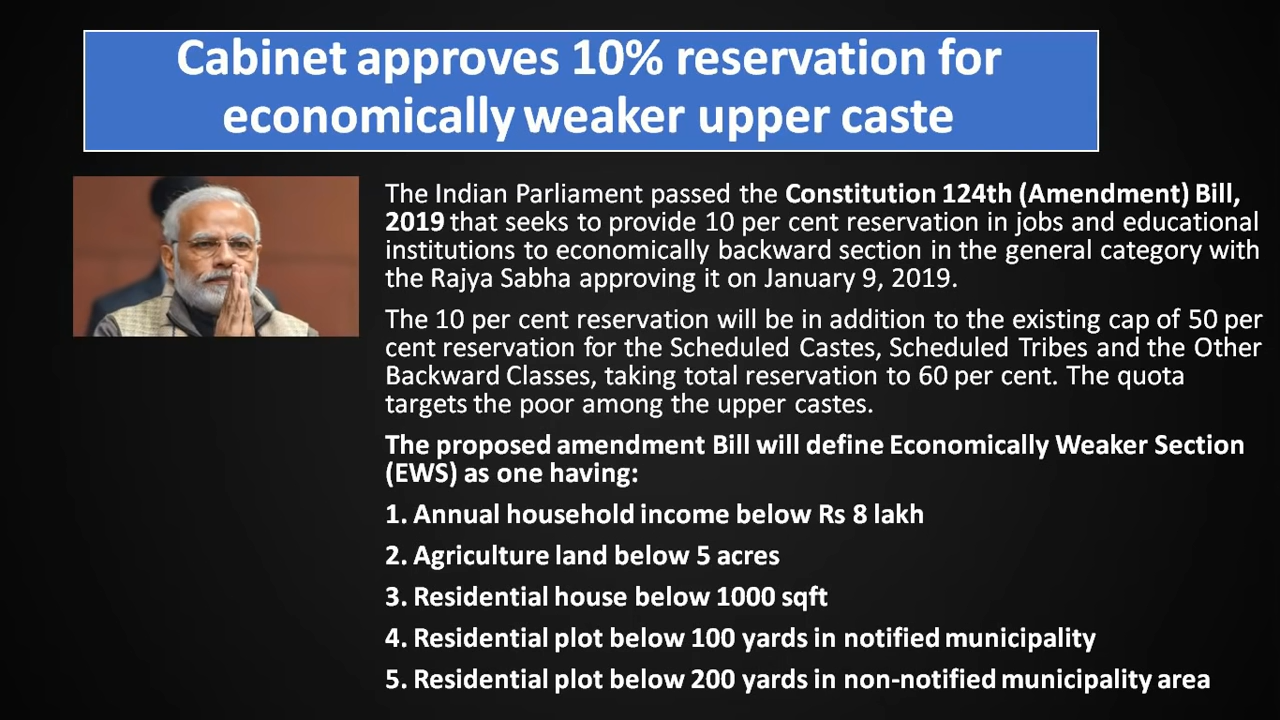 Cabinet approves 10% reservation for
economically weaker upper caste
The Indian Parliament passed the Constitution 124th (Amendment) Bill,
2019 that seeks to provide 10 per cent reservation in jobs and educational
institutions to economically backward section in the general category with
the Rajya Sabha approving it on January 9, 2019.
The 10 per cent reservation will be in addition to the existing cap of 50 per
cent reservation for the Scheduled Castes, Scheduled Tribes and the Other
Backward Classes, taking total reservation to 60 per cent. The quota
targets the poor among the upper castes.
The proposed amendment Bill will define Economically Weaker Section
(EWS) as one having:
1. Annual household income below Rs 8 lakh
2. Agriculture land below 5 acres
3. Residential house below 1000 sqft
4. Residential plot below 100 yards in notified municipality
5. Residential plot below 200 yards in non-notified municipality area